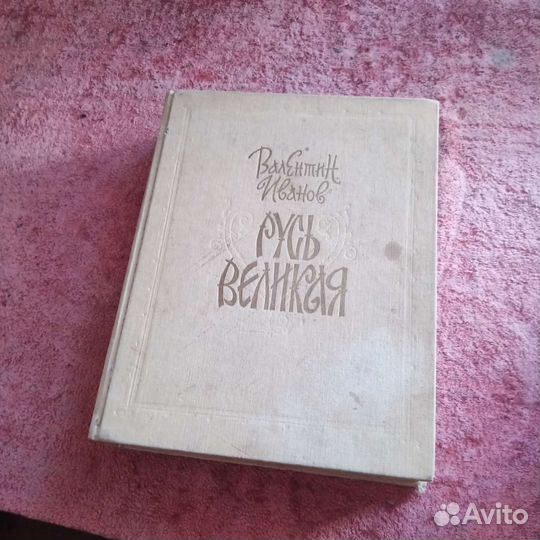 Валентин
Иванов
Русь
Великая
Avito